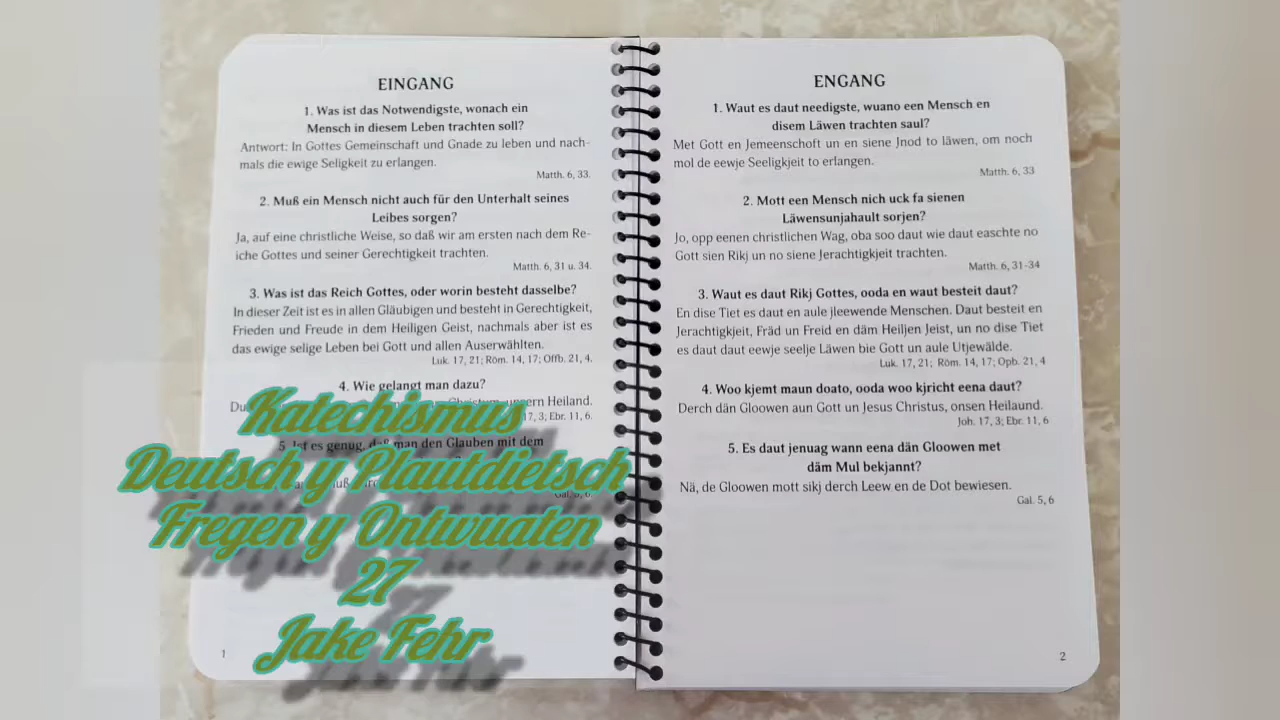 EINGANG
1. Was ist das Notwendigste, wonach ein
Mensch in diesem Leben trachten soll?
Antwort: In Gottes Gemeinschaft und Gnade zu leben und nach-
mals die ewige Seligkeit zu erlangen.
Matth. 6, 33.
2. Muß ein Mensch nicht auch für den Unterhalt seines
Leibes sorgen?
Ja, auf eine christliche Weise, so daß wir am ersten nach dem Re-
iche Gottes und seiner Gerechtigkeit trachten.
Matth. 6, 31 u. 34.
3. Was ist das Reich Gottes, oder worin besteht dasselbe?
In dieser Zeit ist es in allen Gläubigen und besteht in Gerechtigkeit,
Frieden und Freude in dem Heiligen Geist, nachmals aber ist es
das ewige selige Leben bei Gott und allen Auserwählten.
Luk. 17, 21; Röm. 14, 17; Offb. 21, 4.
4. Wie gelangt man dazu?
Heiland.
17, 3; Ebr. 11, 6.
5. Ist es genug, daß man den Glauben mit dem
1
ENGANG
1. Waut es daut needigste, wuano een Mensch en
disem Läwen trachten saul?
Met Gott en Jemeenschoft un en siene Jnod to läwen, om noch
mol de eewje Seeligkjeit to erlangen.
Matth. 6, 33
2. Mott een Mensch nich uck fa sienen
Läwensunjahault sorjen?
Jo, opp eenen christlichen Wag, oba soo daut wie daut easchte no
Gott sien Rikj un no siene Jerachtigkjeit trachten.
Matth. 6, 31-34
3. Waut es daut Rikj Gottes, ooda en waut besteit daut?
En dise Tiet es daut en aule jleewende Menschen. Daut besteit en
Jerachtigkjeit, Fräd un Freid en däm Heiljen Jeist, un no dise Tiet
es daut daut eewje seelje Läwen bie Gott un aule Utjewälde.
Luk. 17, 21; Röm. 14, 17; Opb. 21, 4
4. Woo kjemt maun doato, ooda woo kjricht eena daut?
Derch dän Gloowen aun Gott un Jesus Christus, onsen Heilaund.
Joh. 17, 3; Ebr. 11, 6
5. Es daut jenuag wann eena dän Gloowen met
däm Mul bekjannt?
Nä, de Gloowen mott sikj derch Leew en de Dot bewiesen.
Gal. 5, 6
2
Katechismus
Deutsch y Plautdietsch
Fregen y Ontwuaten
27
Jake Fehr